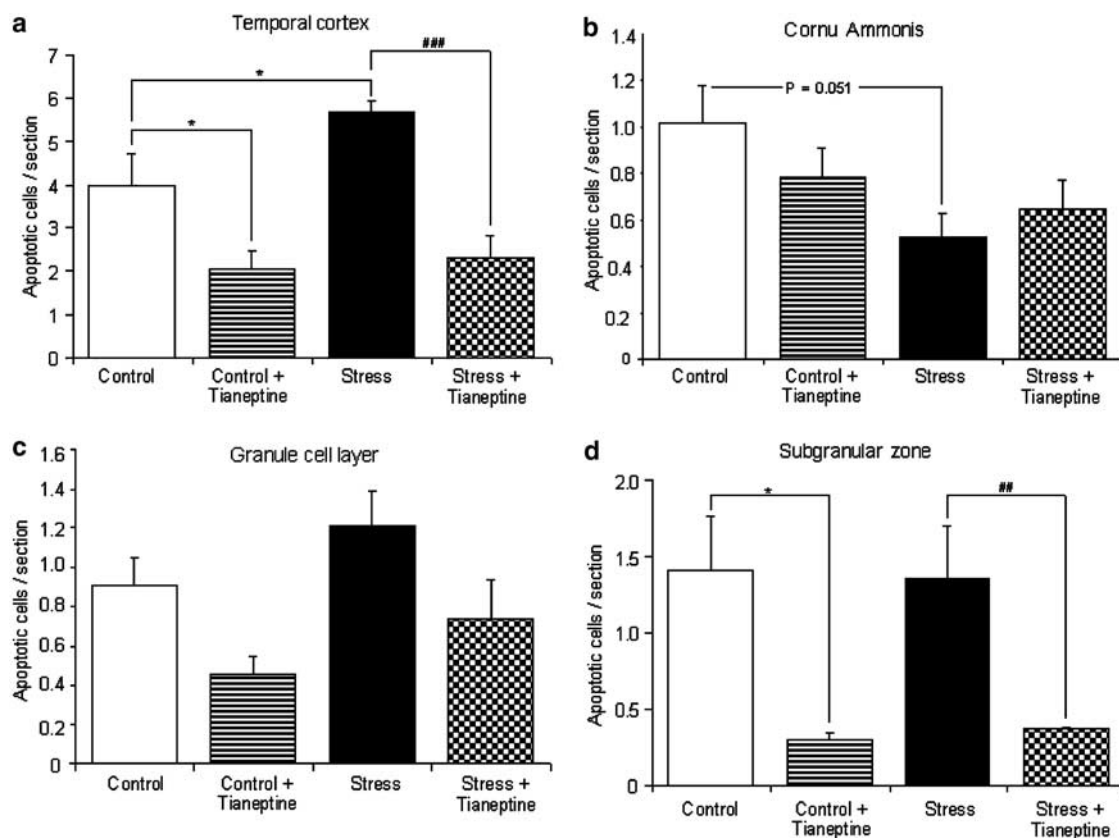 a
Temporal cortex
Apoptotic cells / section
7
6
5
4
3
2
1
0
*
*
###
Control
Control +
Tianeptine
Stress
Stress +
Tianeptine
b
Cornu Ammonis
Apoptotic cells / section
1.4
1.2
1.0
0.8
0.6
0.4
0.2
0
P = 0.051
Control
Control +
Tianeptine
Stress
Stress +
Tianeptine
c
Granule cell layer
Apoptotic cells / section
1.6
1.4
1.2
1.0
0.8
0.6
0.4
0.2
0
Control
Control +
Tianeptine
Stress
Stress +
Tianeptine
d
Subgranular zone
Apoptotic cells / section
2.0
1.5
1.0
0.5
0
*
##
Control
Control +
Tianeptine
Stress
Stress +
Tianeptine